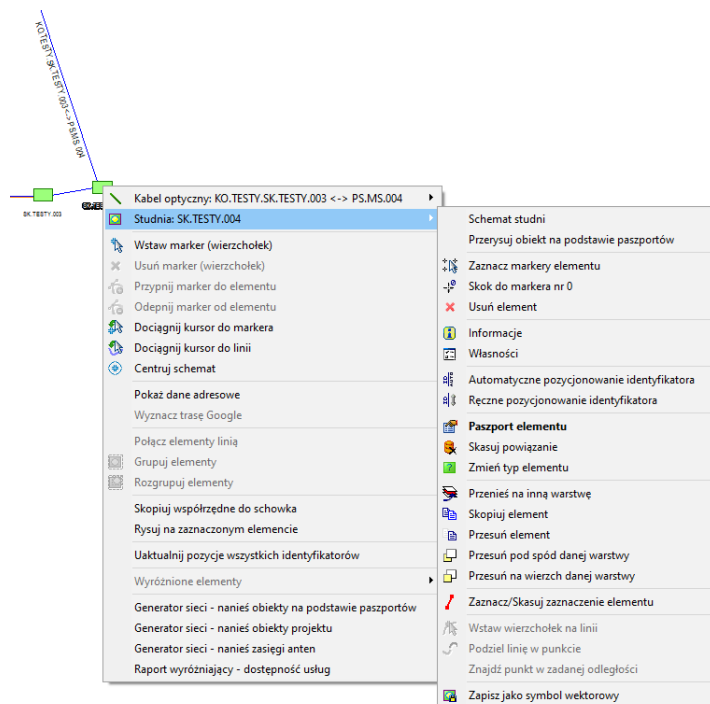 KO.TESTY.SK.TESTY.003 <-> PS.MS.004
SK.TESTY.003
Kabel optyczny: KO.TESTY.SK.TESTY.003 <-> PS.MS.004
Studnia: SK.TESTY.004
Wstaw marker (wierzchołek)
Usuń marker (wierzchołek)
Przypnij marker do elementu
Odepnij marker od elementu
Dociągnij kursor do markera
Dociągnij kursor do linii
Centruj schemat
Pokaż dane adresowe
Wyznacz trasę Google
Połącz elementy linią
Grupuj elementy
Rozgrupuj elementy
Skopiuj współrzędne do schowka
Rysuj na zaznaczonym elemencie
Uaktualnij pozycje wszystkich identyfikatorów
Wyróżnione elementy
Generator sieci - nanieś obiekty na podstawie paszportów
Generator sieci - nanieś obiekty projektu
Generator sieci - nanieś zasięgi anten
Raport wyróżniający - dostępność usług
Schemat studni
Przerysuj obiekt na podstawie paszportów
Zaznacz markery elementu
Skok do markera nr 0
Usuń element
Informacje
Własności
Automatyczne pozycjonowanie identyfikatora
Ręczne pozycjonowanie identyfikatora
Paszport elementu
Skasuj powiązanie
Zmień typ elementu
Przenieś na inną warstwę
Skopiuj element
Przesuń element
Przesuń pod spód danej warstwy
Przesuń na wierzch danej warstwy
Zaznacz/Skasuj zaznaczenie elementu
Wstaw wierzchołek na linii
Podziel linię w punkcie
Znajdź punkt w zadanej odległości
Zapisz jako symbol wektorowy